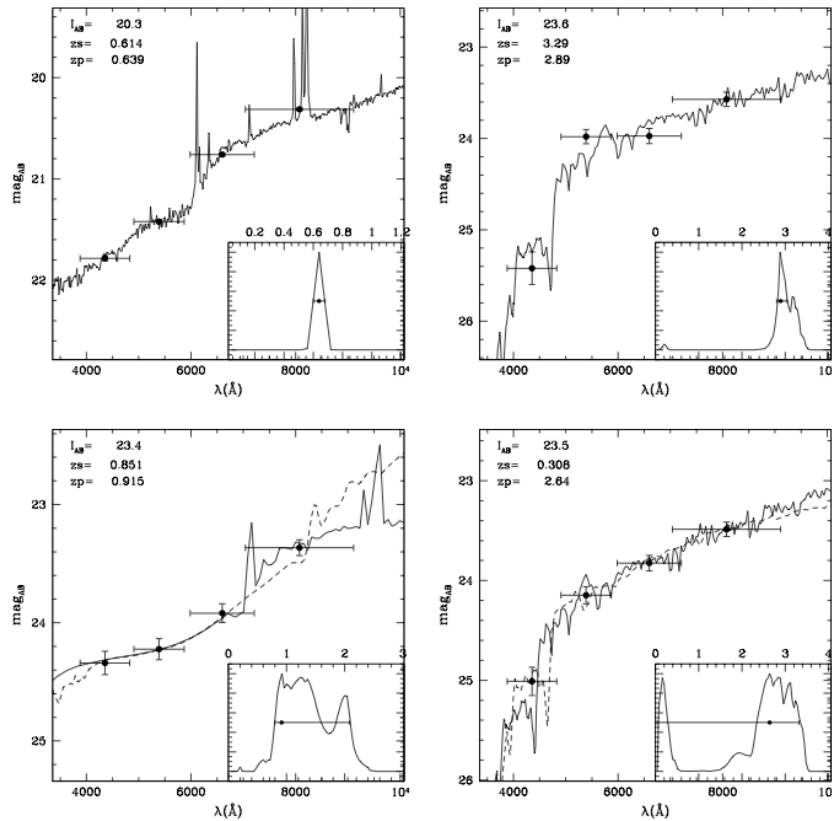 I_AB = 20.3
zs = 0.614
zp = 0.639
0.2 0.4 0.6 0.8 1 1.2
20
21
22
mag_AB
4000 6000 8000 10⁴
λ(Å)
I_AB = 23.6
zs = 3.29
zp = 2.89
0 1 2 3 4
23
24
25
26
mag_AB
4000 6000 8000 10
λ(Å)
I_AB = 23.4
zs = 0.851
zp = 0.915
0 1 2 3
23
24
25
mag_AB
4000 6000 8000 10⁴
λ(Å)
I_AB = 23.5
zs = 0.308
zp = 2.64
0 1 2 3 4
23
24
25
26
mag_AB
4000 6000 8000 10
λ(Å)